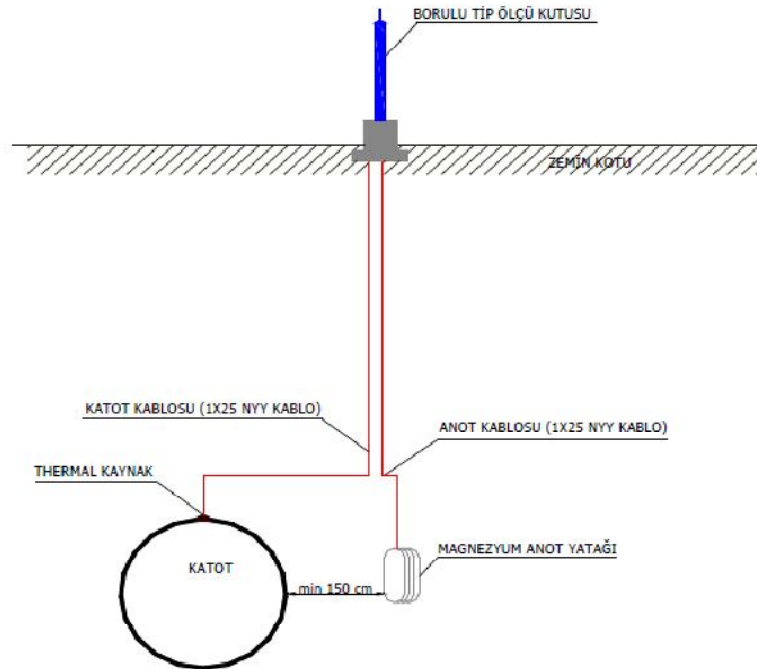 BORULU TİP ÖLÇÜ KUTUSU
ZEMİN KOTU
KATOT KABLOSU (1X25 NYY KABLO)
ANOT KABLOSU (1X25 NYY KABLO)
THERMAL KAYNAK
MAGNEZYUM ANOT YATAĞI
KATOT
min 150 cm